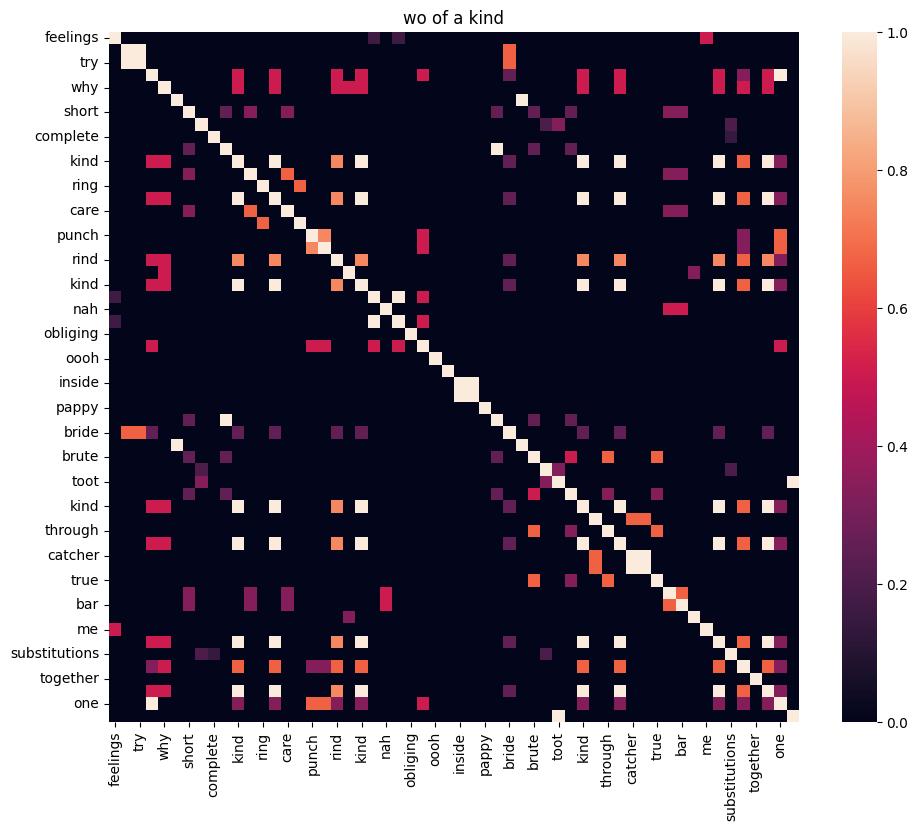 wo of a kind
feelings
try
why
short
complete
kind
ring
care
punch
rind
kind
nah
obliging
oooh
inside
pappy
bride
brute
toot
kind
through
catcher
true
bar
me
substitutions
together
one
feelings
try
why
short
complete
kind
ring
care
punch
rind
kind
nah
obliging
oooh
inside
pappy
bride
brute
toot
kind
through
catcher
true
bar
me
substitutions
together
one
1.0
0.8
0.6
0.4
0.2
0.0